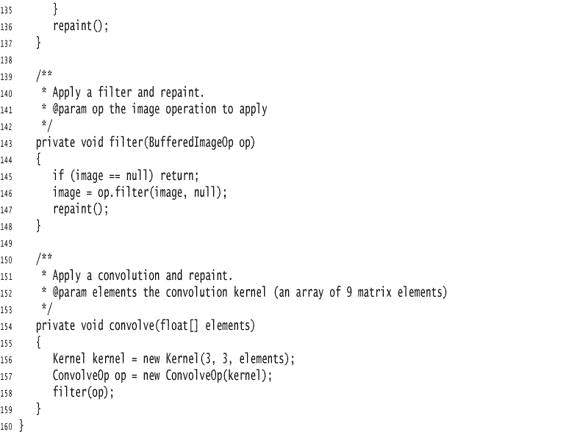 135       }
136       repaint();
137    }
138
139    /**
140     * Apply a filter and repaint.
141     * @param op the image operation to apply
142     */
143    private void filter(BufferedImageOp op)
144    {
145       if (image == null) return;
146       image = op.filter(image, null);
147       repaint();
148    }
149
150    /**
151     * Apply a convolution and repaint.
152     * @param elements the convolution kernel (an array of 9 matrix elements)
153     */
154    private void convolve(float[] elements)
155    {
156       Kernel kernel = new Kernel(3, 3, elements);
157       ConvolveOp op = new ConvolveOp(kernel);
158       filter(op);
159    }
160 }